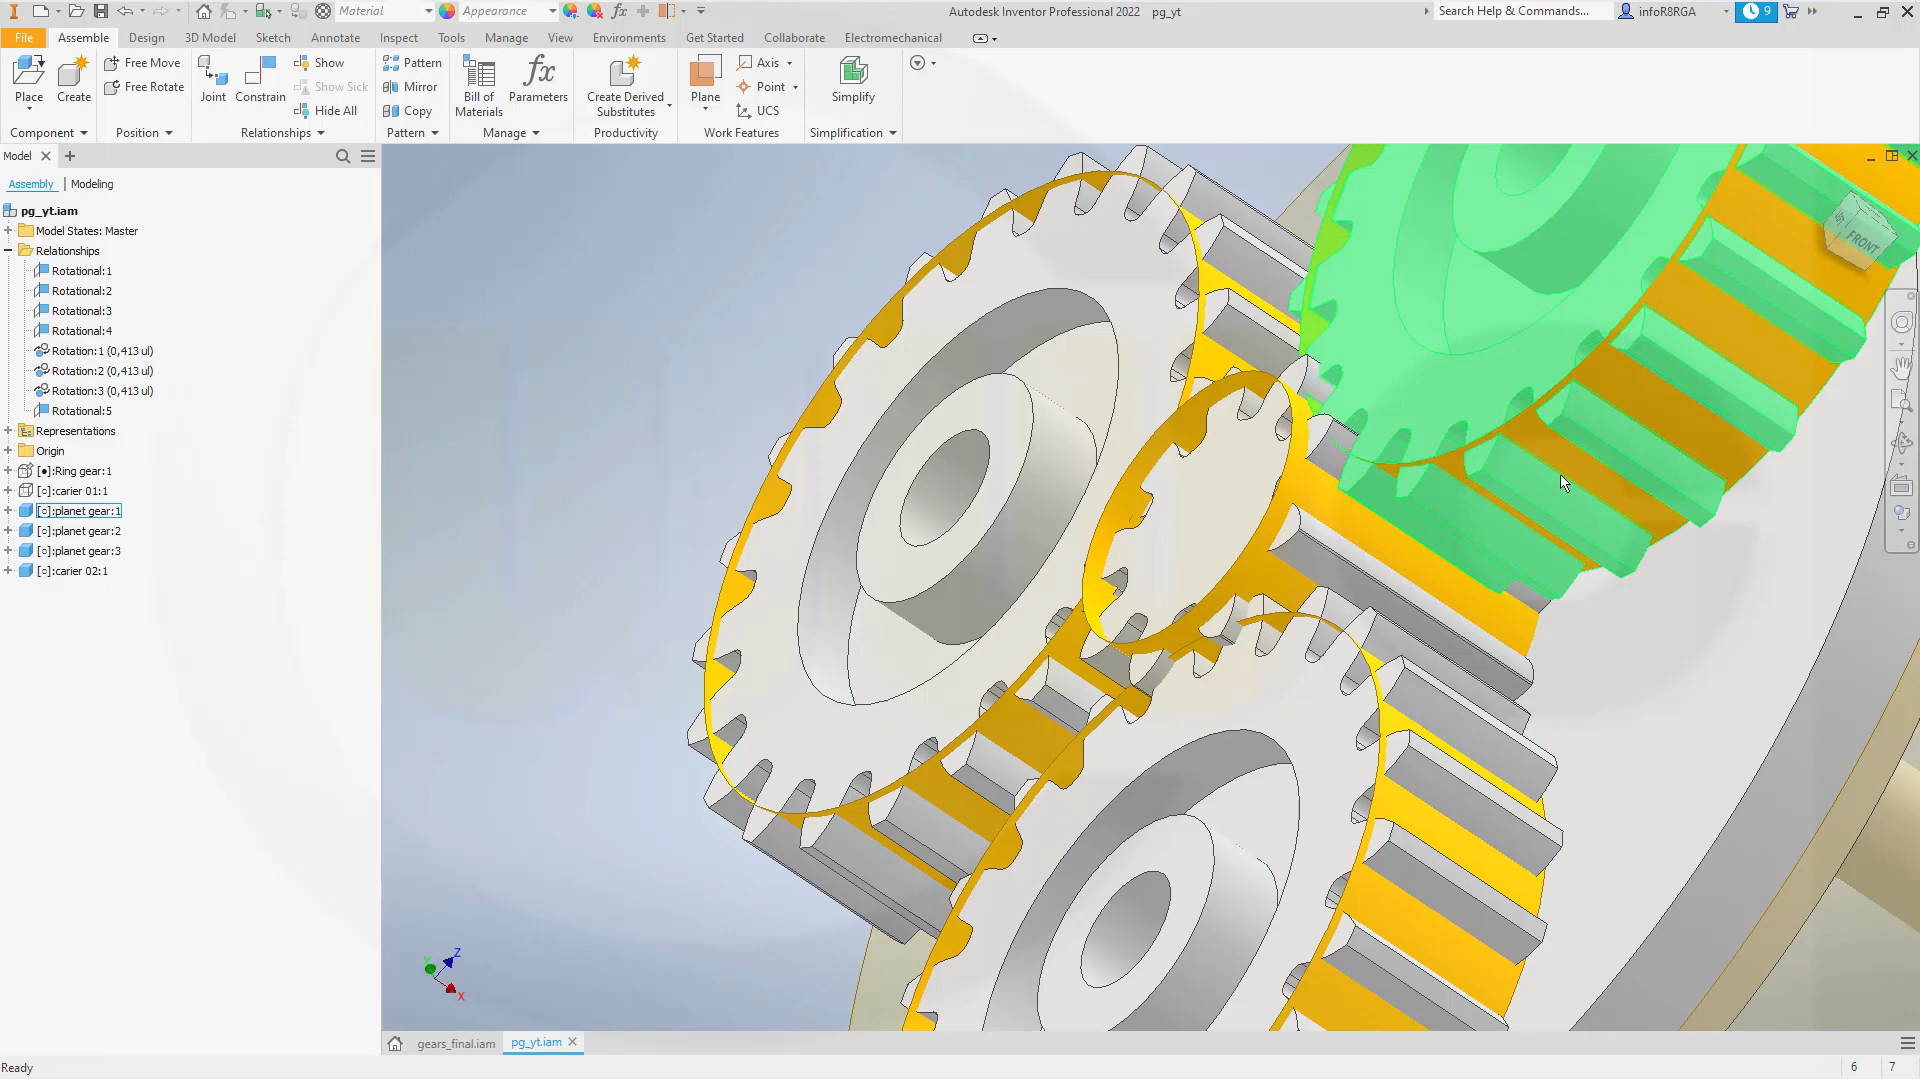 Material
Appearance
Autodesk Inventor Professional 2022 pg_yt
Search Help & Commands...
infoR8RGA
9
File
Assemble
Design
3D Model
Sketch
Annotate
Inspect
Tools
Manage
View
Environments
Get Started
Collaborate
Electromechanical
Place
Create
Free Move
Free Rotate
Joint
Constrain
Show
Show Sick
Hide All
Pattern
Mirror
Copy
Bill of
Materials
fx
Parameters
Create Derived
Substitutes
Plane
Axis
Point
UCS
Simplify
Component
Position
Relationships
Pattern
Manage
Productivity
Work Features
Simplification
Model
Assembly
Modeling
pg_yt.iam
Model States: Master
Relationships
Rotational:1
Rotational:2
Rotational:3
Rotational:4
Rotation:1 (0,413 ul)
Rotation:2 (0,413 ul)
Rotation:3 (0,413 ul)
Rotational:5
Representations
Origin
[●]:Ring gear:1
[○]:carier 01:1
[○]:planet gear:1
[○]:planet gear:2
[○]:planet gear:3
[○]:carier 02:1
FRONT
Z
Y
X
gears_final.iam
pg_yt.iam
Ready
6
7